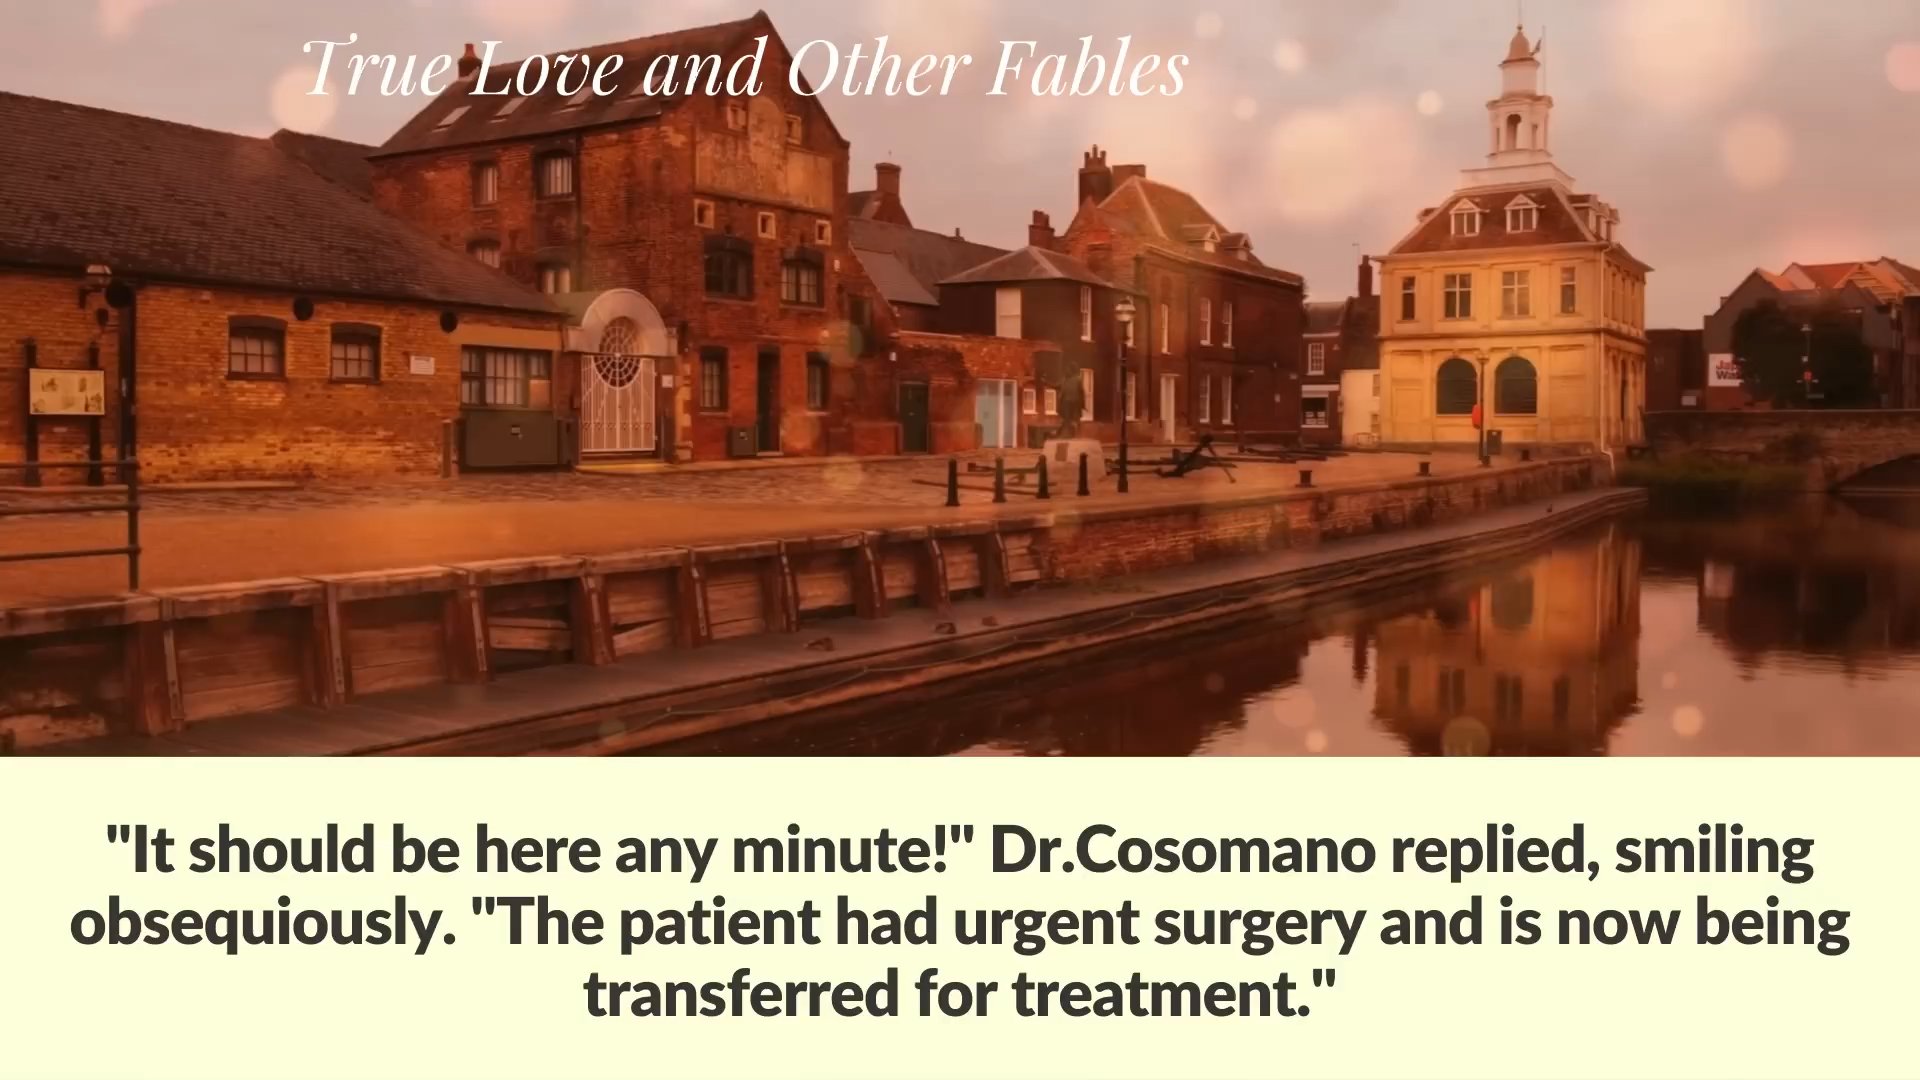 True Love and Other Fables
"It should be here any minute!" Dr.Cosomano replied, smiling
obsequiously. "The patient had urgent surgery and is now being
transferred for treatment."